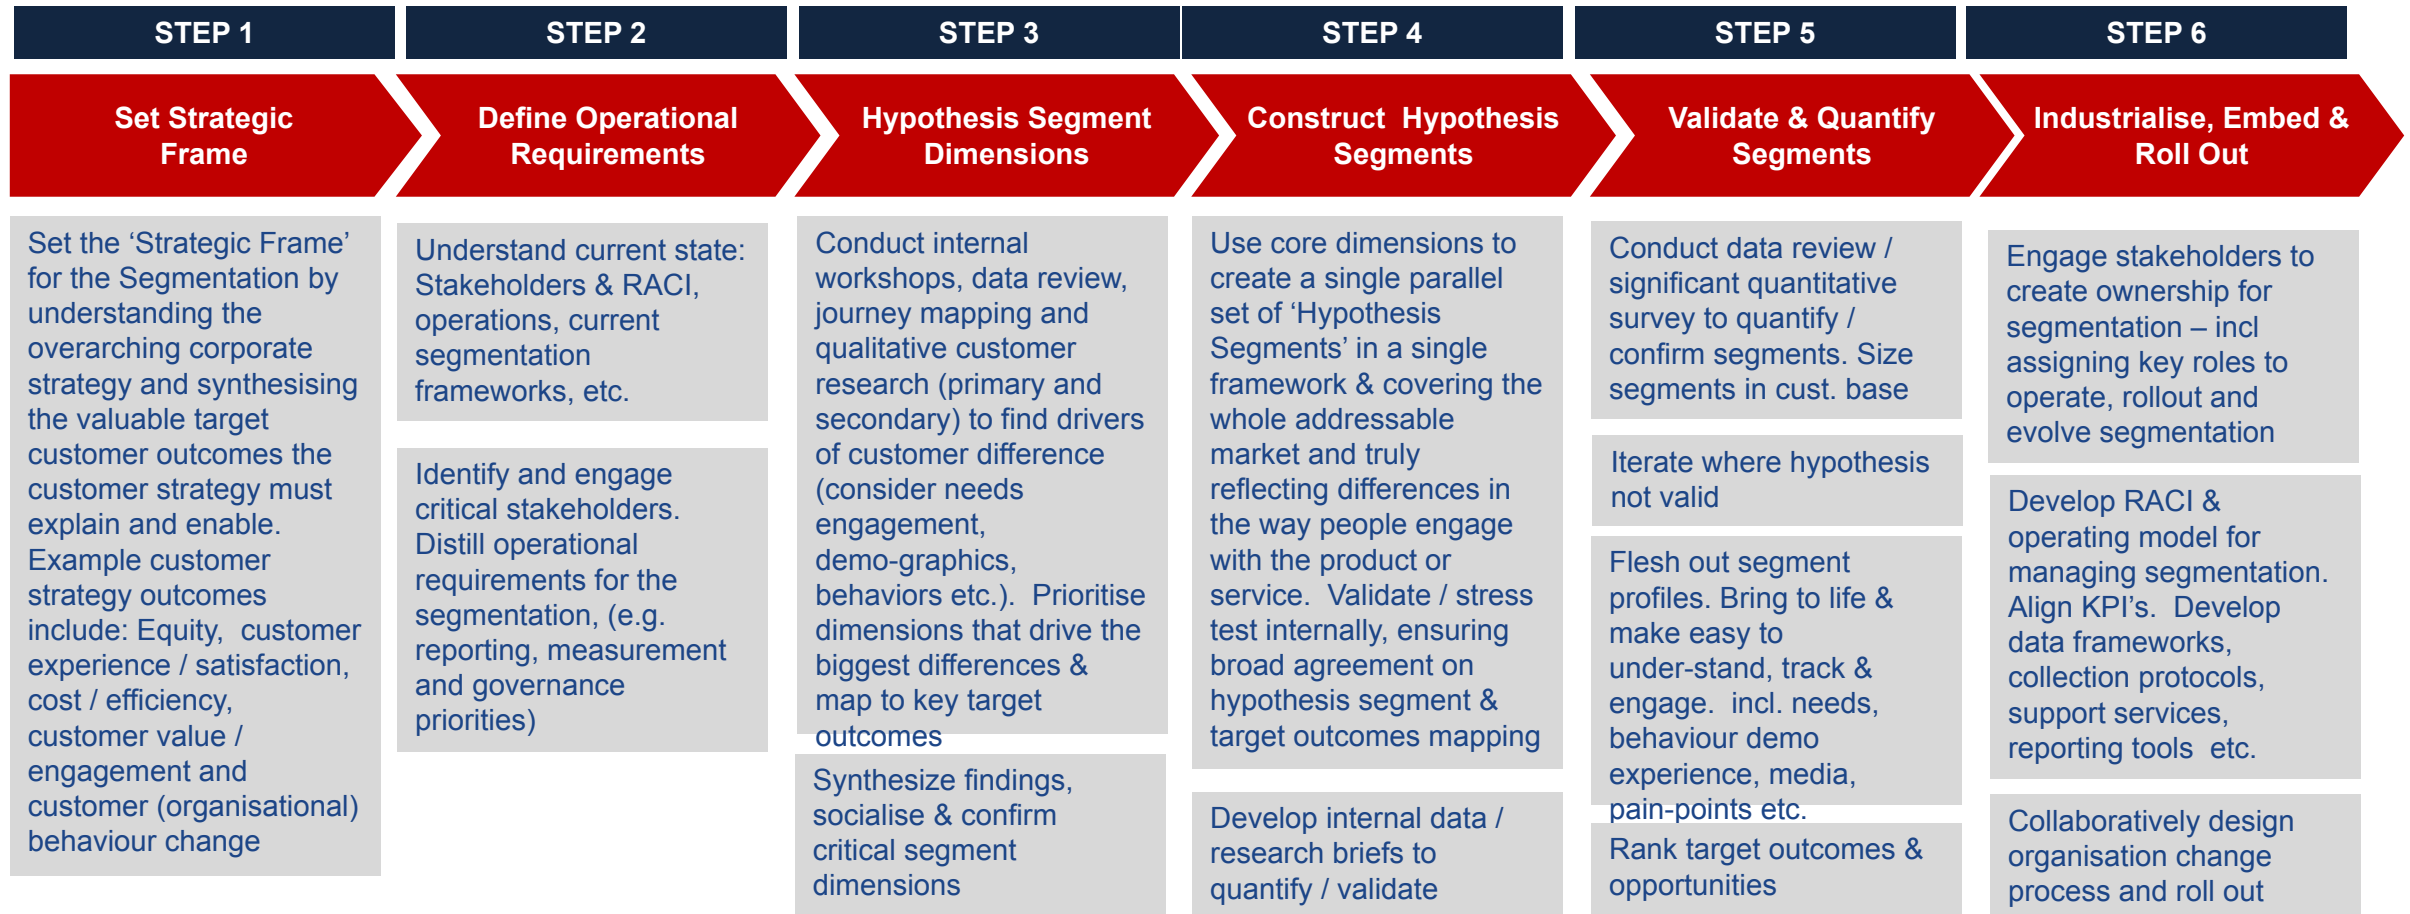 STEP 1
STEP 2
STEP 3
STEP 4
STEP 5
STEP 6
Set Strategic
Frame
Define Operational
Requirements
Hypothesis Segment
Dimensions
Construct  Hypothesis
Segments
Validate & Quantify
Segments
Industrialise, Embed &
Roll Out
Set the ‘Strategic Frame’
for the Segmentation by
understanding the
overarching corporate
strategy and synthesising
the valuable target
customer outcomes the
customer strategy must
explain and enable.
Example customer
strategy outcomes
include: Equity,  customer
experience / satisfaction,
cost / efficiency,
customer value /
engagement and
customer (organisational)
behaviour change
Understand current state:
Stakeholders & RACI,
operations, current
segmentation
frameworks, etc.
Identify and engage
critical stakeholders.
Distill operational
requirements for the
segmentation, (e.g.
reporting, measurement
and governance
priorities)
Conduct internal
workshops, data review,
journey mapping and
qualitative customer
research (primary and
secondary) to find drivers
of customer difference
(consider needs
engagement,
demo-graphics,
behaviors etc.).  Prioritise
dimensions that drive the
biggest differences &
map to key target
outcomes
Synthesize findings,
socialise & confirm
critical segment
dimensions
Use core dimensions to
create a single parallel
set of ‘Hypothesis
Segments’ in a single
framework & covering the
whole addressable
market and truly
reflecting differences in
the way people engage
with the product or
service.  Validate / stress
test internally, ensuring
broad agreement on
hypothesis segment &
target outcomes mapping
Develop internal data /
research briefs to
quantify / validate
Conduct data review /
significant quantitative
survey to quantify /
confirm segments. Size
segments in cust. base
Iterate where hypothesis
not valid
Flesh out segment
profiles. Bring to life &
make easy to
under-stand, track &
engage.  incl. needs,
behaviour demo
experience, media,
pain-points etc.
Rank target outcomes &
opportunities
Engage stakeholders to
create ownership for
segmentation – incl
assigning key roles to
operate, rollout and
evolve segmentation
Develop RACI &
operating model for
managing segmentation.
Align KPI’s.  Develop
data frameworks,
collection protocols,
support services,
reporting tools  etc.
Collaboratively design
organisation change
process and roll out